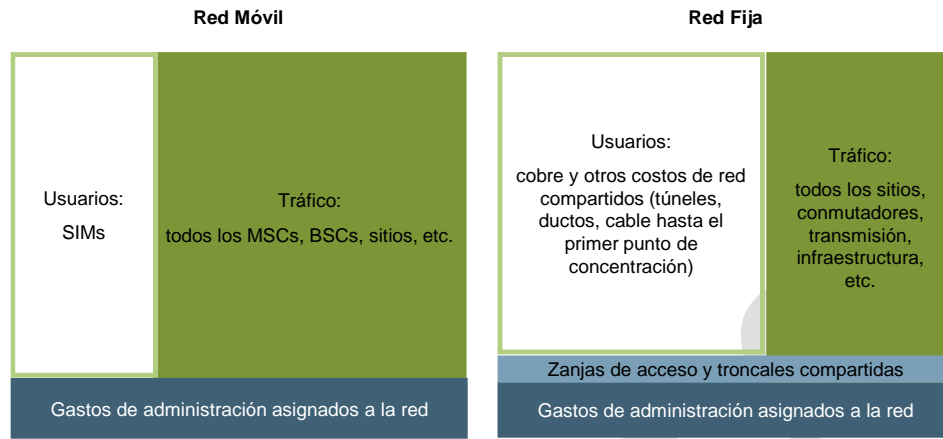 Red Móvil
Usuarios:
SIMs
Tráfico:
todos los MSCs, BSCs, sitios, etc.
Gastos de administración asignados a la red
Red Fija
Usuarios:
cobre y otros costos de red
compartidos (túneles,
ductos, cable hasta el
primer punto de
concentración)
Tráfico:
todos los sitios,
conmutadores,
transmisión,
infraestructura,
etc.
Zanjas de acceso y troncales compartidas
Gastos de administración asignados a la red